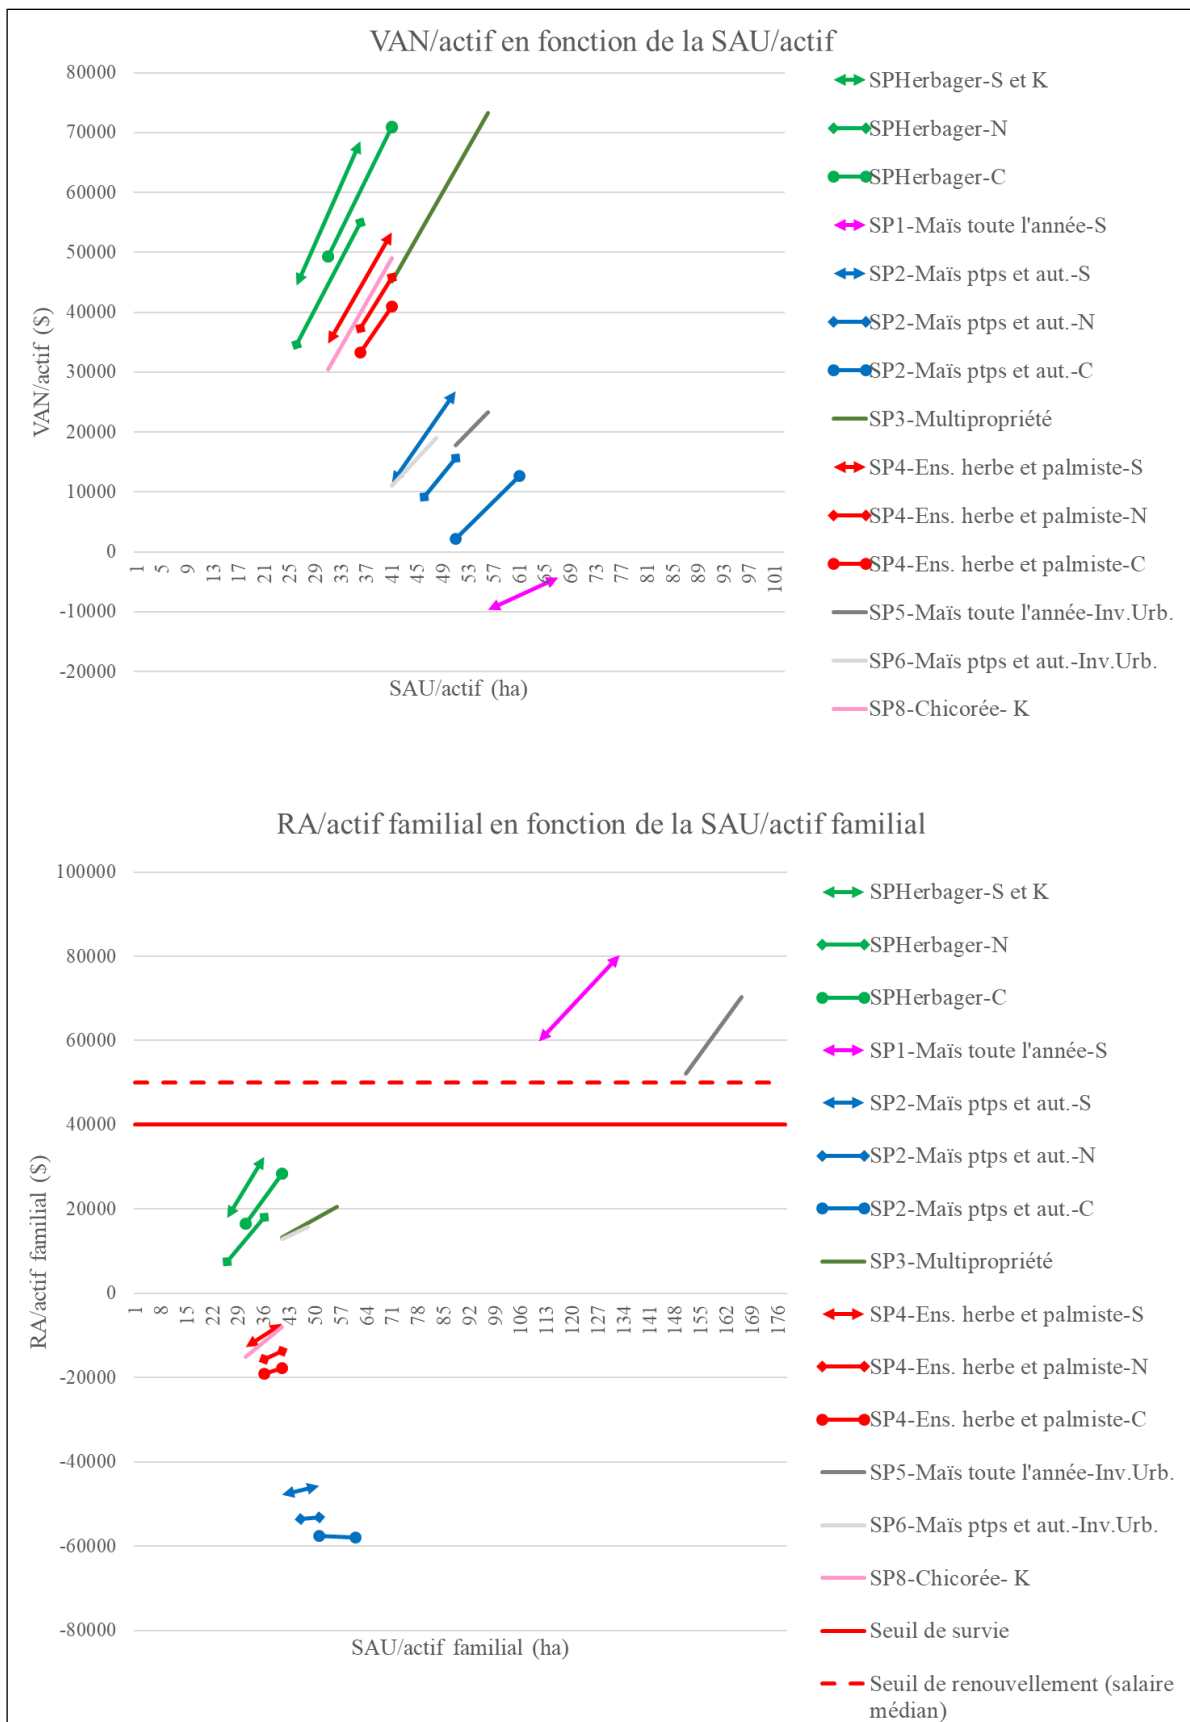 VAN/actif en fonction de la SAU/actif
80000
70000
60000
50000
40000
30000
20000
10000
0
-10000
-20000
VAN/actif ($)
1 5 9 13 17 21 25 29 33 37 41 45 49 53 57 61 65 69 73 77 81 85 89 93 97 101
SAU/actif (ha)
SPHerbager-S et K
SPHerbager-N
SPHerbager-C
SP1-Maïs toute l'année-S
SP2-Maïs ptps et aut.-S
SP2-Maïs ptps et aut.-N
SP2-Maïs ptps et aut.-C
SP3-Multipropriété
SP4-Ens. herbe et palmiste-S
SP4-Ens. herbe et palmiste-N
SP4-Ens. herbe et palmiste-C
SP5-Maïs toute l'année-Inv.Urb.
SP6-Maïs ptps et aut.-Inv.Urb.
SP8-Chicorée- K
RA/actif familial en fonction de la SAU/actif familial
100000
80000
60000
40000
20000
0
-20000
-40000
-60000
-80000
RA/actif familial ($)
1 8 15 22 29 36 43 50 57 64 71 78 85 92 99 106 113 120 127 134 141 148 155 162 169 176
SAU/actif familial (ha)
SPHerbager-S et K
SPHerbager-N
SPHerbager-C
SP1-Maïs toute l'année-S
SP2-Maïs ptps et aut.-S
SP2-Maïs ptps et aut.-N
SP2-Maïs ptps et aut.-C
SP3-Multipropriété
SP4-Ens. herbe et palmiste-S
SP4-Ens. herbe et palmiste-N
SP4-Ens. herbe et palmiste-C
SP5-Maïs toute l'année-Inv.Urb.
SP6-Maïs ptps et aut.-Inv.Urb.
SP8-Chicorée- K
Seuil de survie
Seuil de renouvellement (salaire
médian)